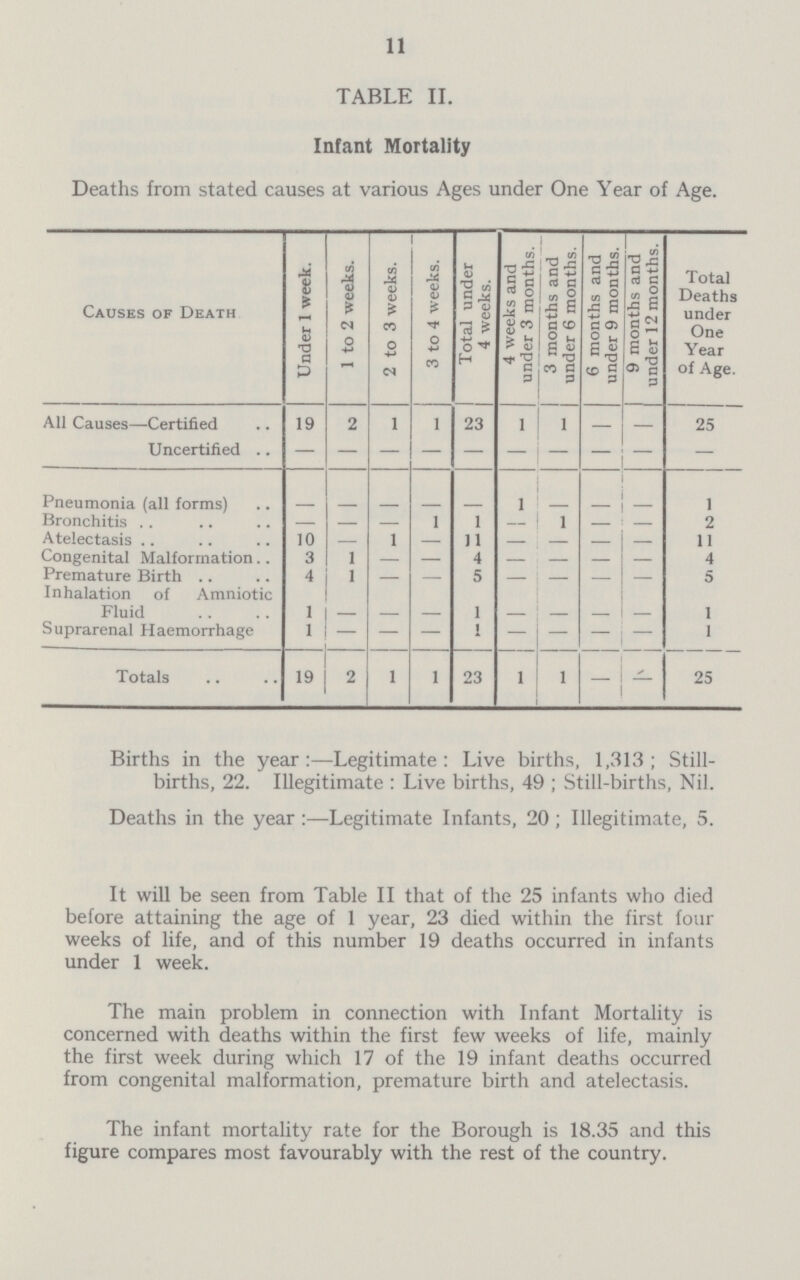 11
TABLE II.
Infant Mortality
Deaths from stated causes at various Ages under One Year of Age.
CAUSES OF DEATH | Under 1 week. | 1 to 2 weeks. | 2 to 3 weeks. | 3 to 4 weeks. | Total under 4 weeks. | 4 weeks and under 3 months. | 3 months and under 6 months. | 6 months and under 9 months. | 9 months and under 12 months. | Total Deaths under One Year of Age.
All Causes—Certified .. 19 2 1 1 23 1 1 — — 25
Uncertified .. — — — — — — — — — —
Pneumonia (all forms) .. — — — — — 1 — — — 1
Bronchitis .. .. .. — — — 1 1 — 1 — — 2
Atelectasis .. .. .. 10 — 1 — 11 — — — — 11
Congenital Malformation.. 3 1 — — 4 — — — — 4
Premature Birth .. .. 4 1 — — 5 — — — — 5
Inhalation of Amniotic
Fluid .. .. 1 — — — 1 — — — — 1
Suprarenal Haemorrhage 1 — — — 1 — — — — 1
Totals .. .. 19 2 1 1 23 1 1 — — 25
Births in the year :—Legitimate : Live births, 1,313 ; Still-
births, 22. Illegitimate : Live births, 49 ; Still-births, Nil.
Deaths in the year :—Legitimate Infants, 20 ; Illegitimate, 5.
It will be seen from Table II that of the 25 infants who died
before attaining the age of 1 year, 23 died within the first four
weeks of life, and of this number 19 deaths occurred in infants
under 1 week.
The main problem in connection with Infant Mortality is
concerned with deaths within the first few weeks of life, mainly
the first week during which 17 of the 19 infant deaths occurred
from congenital malformation, premature birth and atelectasis.
The infant mortality rate for the Borough is 18.35 and this
figure compares most favourably with the rest of the country.